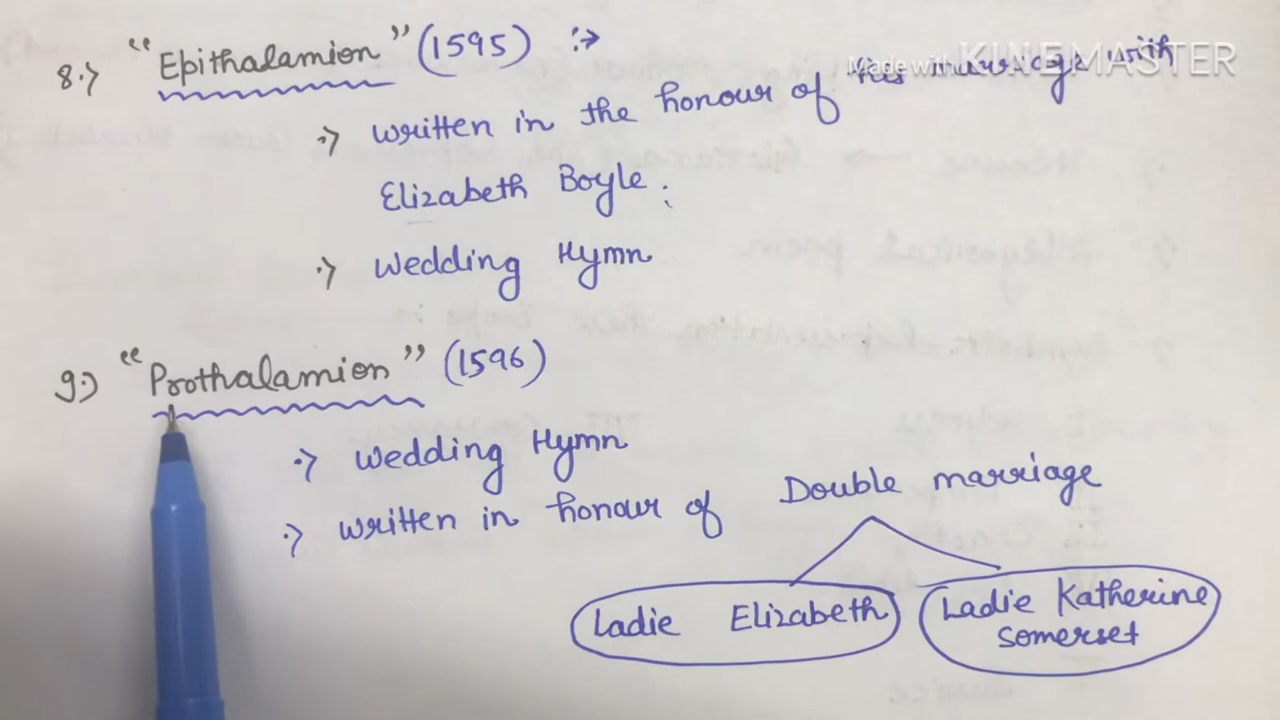 8.) "Epithalamion" (1595) :→
Made with KINEMASTER
·) written in the honour of his marriage with
Elizabeth Boyle.
·) Wedding Hymn
9.) "Prothalamion" (1596)
·) Wedding Hymn
·) written in honour of Double marriage
Ladie Elizabeth Ladie Katherine
Somerset